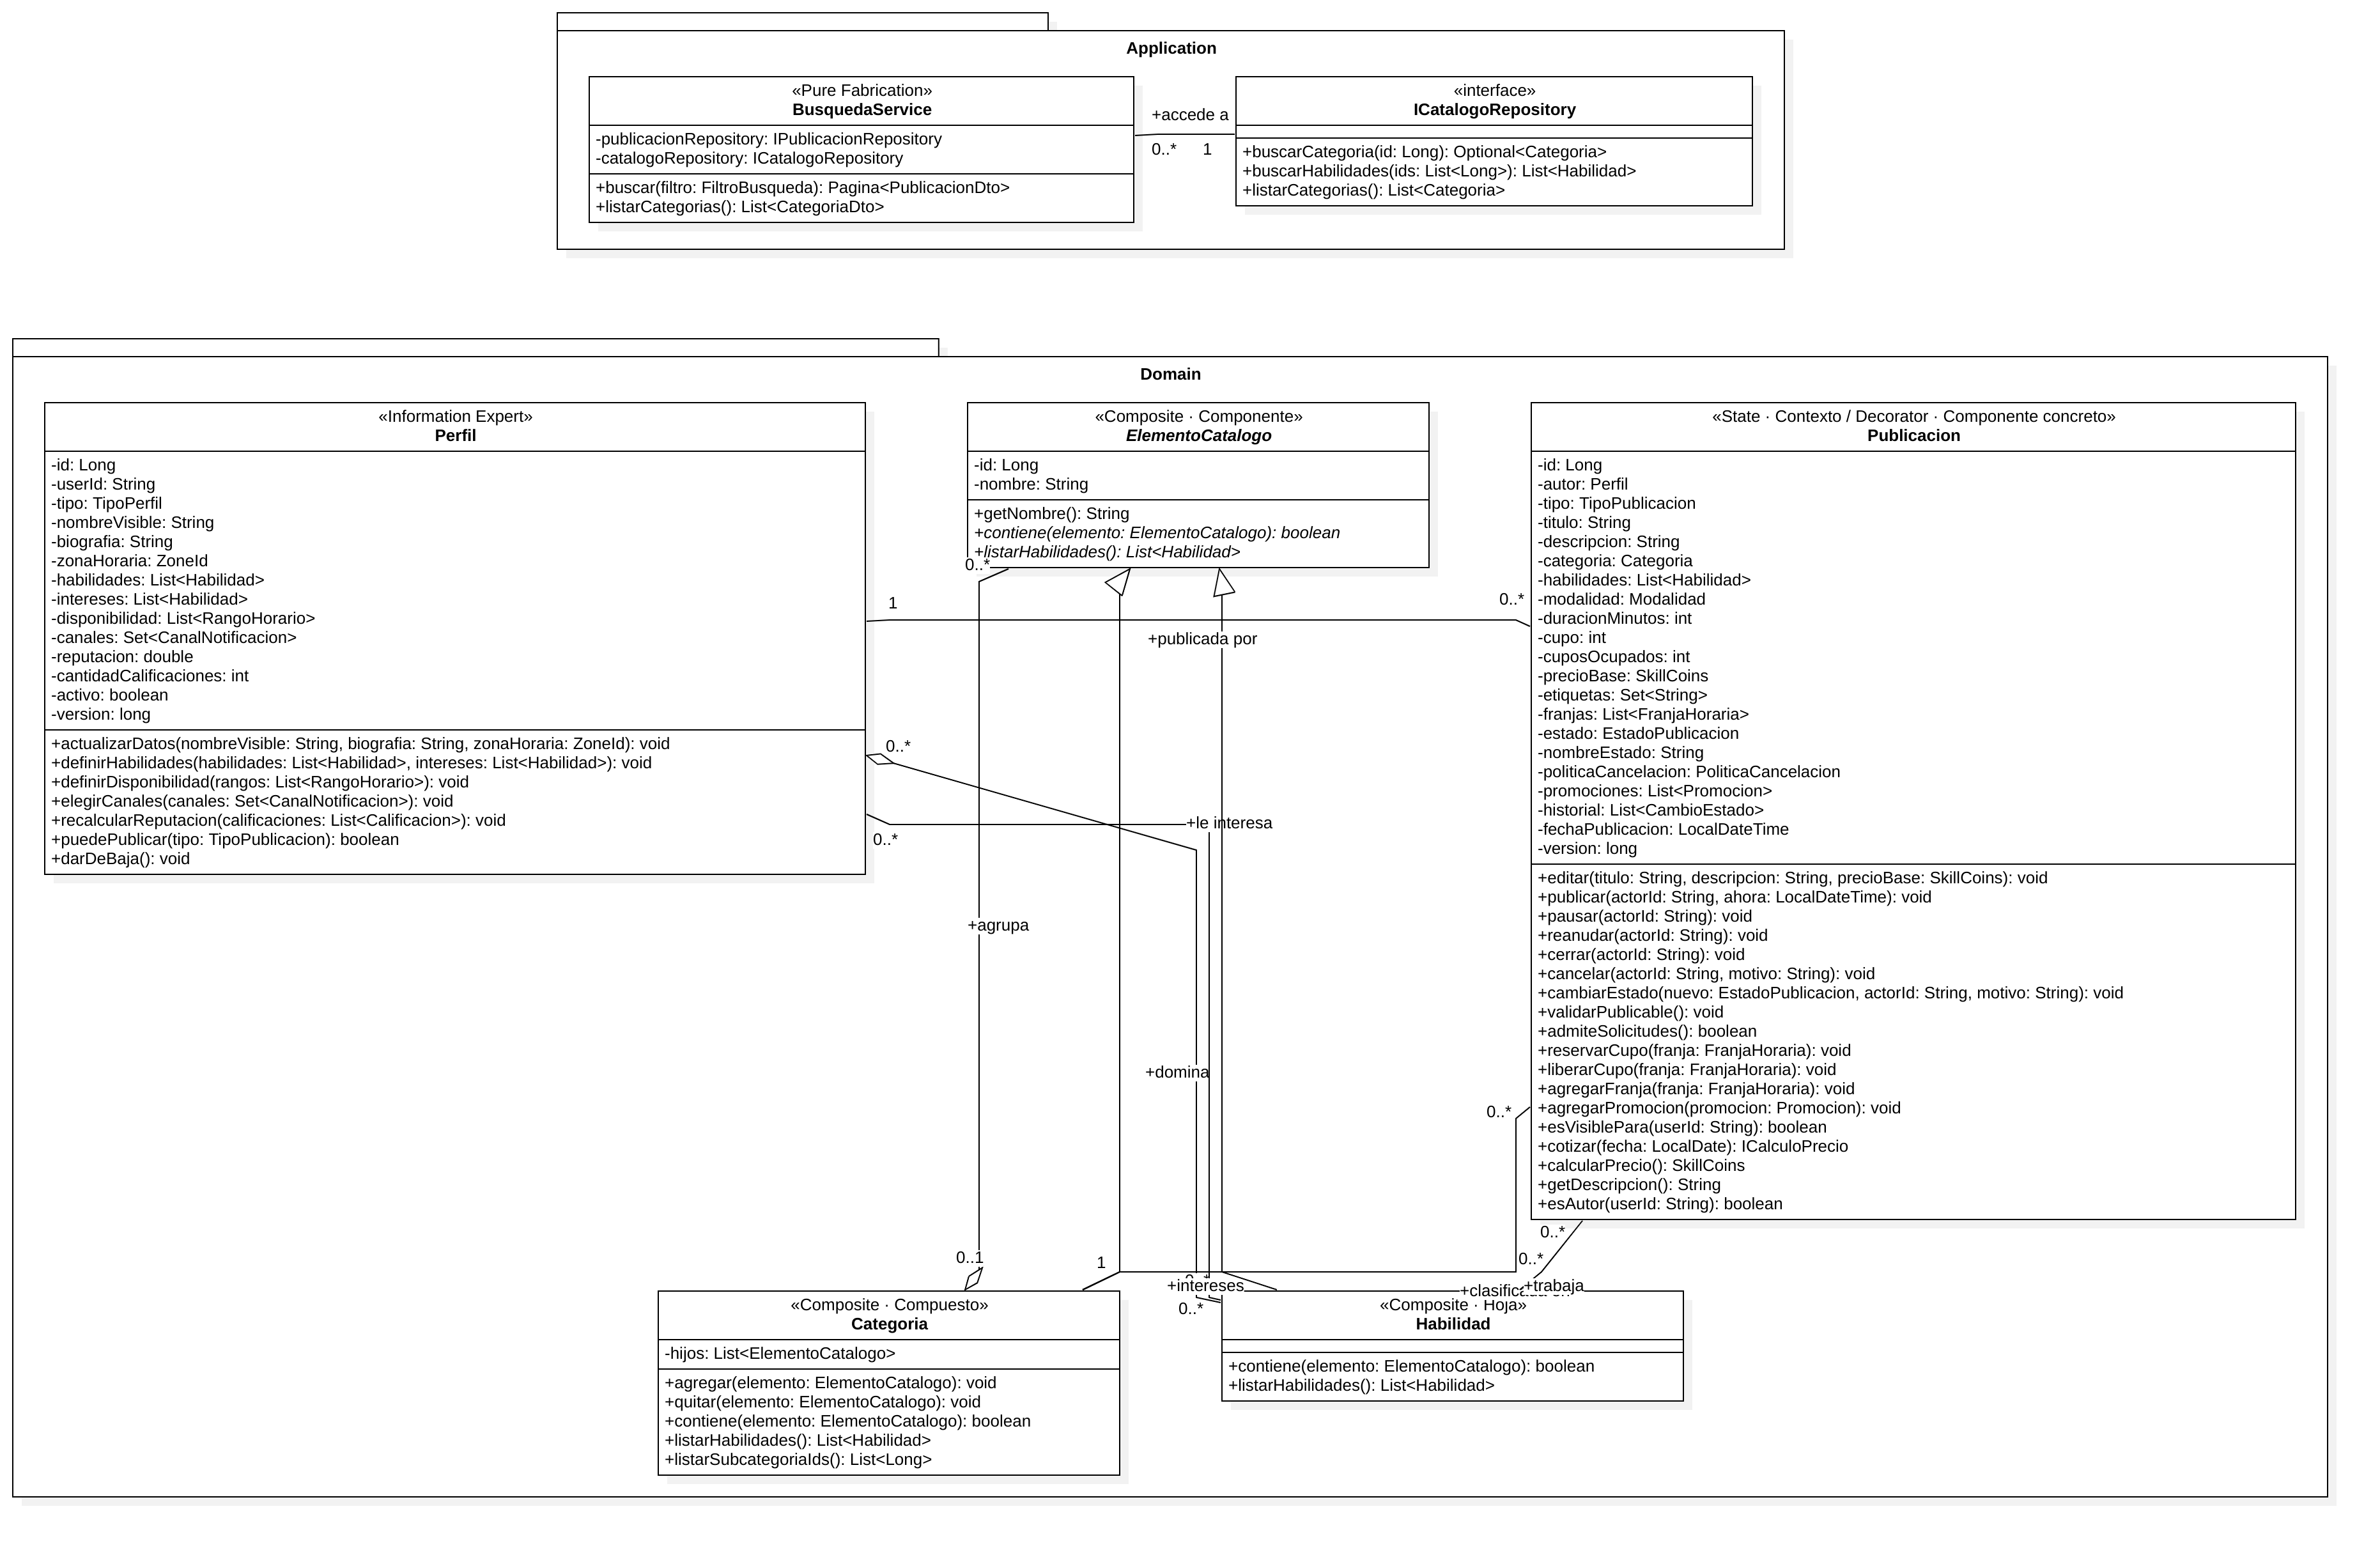 Application
«Pure Fabrication»
BusquedaService
-publicacionRepository: IPublicacionRepository
-catalogoRepository: ICatalogoRepository
+buscar(filtro: FiltroBusqueda): Pagina<PublicacionDto>
+listarCategorias(): List<CategoriaDto>
+accede a
0..*
1
«interface»
ICatalogoRepository
+buscarCategoria(id: Long): Optional<Categoria>
+buscarHabilidades(ids: List<Long>): List<Habilidad>
+listarCategorias(): List<Categoria>
Domain
«Information Expert»
Perfil
-id: Long
-userId: String
-tipo: TipoPerfil
-nombreVisible: String
-biografia: String
-zonaHoraria: ZoneId
-habilidades: List<Habilidad>
-intereses: List<Habilidad>
-disponibilidad: List<RangoHorario>
-canales: Set<CanalNotificacion>
-reputacion: double
-cantidadCalificaciones: int
-activo: boolean
-version: long
+actualizarDatos(nombreVisible: String, biografia: String, zonaHoraria: ZoneId): void
+definirHabilidades(habilidades: List<Habilidad>, intereses: List<Habilidad>): void
+definirDisponibilidad(rangos: List<RangoHorario>): void
+elegirCanales(canales: Set<CanalNotificacion>): void
+recalcularReputacion(calificaciones: List<Calificacion>): void
+puedePublicar(tipo: TipoPublicacion): boolean
+darDeBaja(): void
«Composite · Componente»
ElementoCatalogo
-id: Long
-nombre: String
+getNombre(): String
+contiene(elemento: ElementoCatalogo): boolean
+listarHabilidades(): List<Habilidad>
«State · Contexto / Decorator · Componente concreto»
Publicacion
-id: Long
-autor: Perfil
-tipo: TipoPublicacion
-titulo: String
-descripcion: String
-categoria: Categoria
-habilidades: List<Habilidad>
-modalidad: Modalidad
-duracionMinutos: int
-cupo: int
-cuposOcupados: int
-precioBase: SkillCoins
-etiquetas: Set<String>
-franjas: List<FranjaHoraria>
-estado: EstadoPublicacion
-nombreEstado: String
-politicaCancelacion: PoliticaCancelacion
-promociones: List<Promocion>
-historial: List<CambioEstado>
-fechaPublicacion: LocalDateTime
-version: long
+editar(titulo: String, descripcion: String, precioBase: SkillCoins): void
+publicar(actorId: String, ahora: LocalDateTime): void
+pausar(actorId: String): void
+reanudar(actorId: String): void
+cerrar(actorId: String): void
+cancelar(actorId: String, motivo: String): void
+cambiarEstado(nuevo: EstadoPublicacion, actorId: String, motivo: String): void
+validarPublicable(): void
+admiteSolicitudes(): boolean
+reservarCupo(franja: FranjaHoraria): void
+liberarCupo(franja: FranjaHoraria): void
+agregarFranja(franja: FranjaHoraria): void
+agregarPromocion(promocion: Promocion): void
+esVisiblePara(userId: String): boolean
+cotizar(fecha: LocalDate): ICalculoPrecio
+calcularPrecio(): SkillCoins
+getDescripcion(): String
+esAutor(userId: String): boolean
0..*
1
0..*
+publicada por
0..*
+le interesa
0..*
+agrupa
+domina
0..*
0..*
0..1
1
0..*
+intereses
+trabaja
0..*
«Composite · Compuesto»
Categoria
-hijos: List<ElementoCatalogo>
+agregar(elemento: ElementoCatalogo): void
+quitar(elemento: ElementoCatalogo): void
+contiene(elemento: ElementoCatalogo): boolean
+listarHabilidades(): List<Habilidad>
+listarSubcategoriaIds(): List<Long>
«Composite · Hoja»
Habilidad
+contiene(elemento: ElementoCatalogo): boolean
+listarHabilidades(): List<Habilidad>